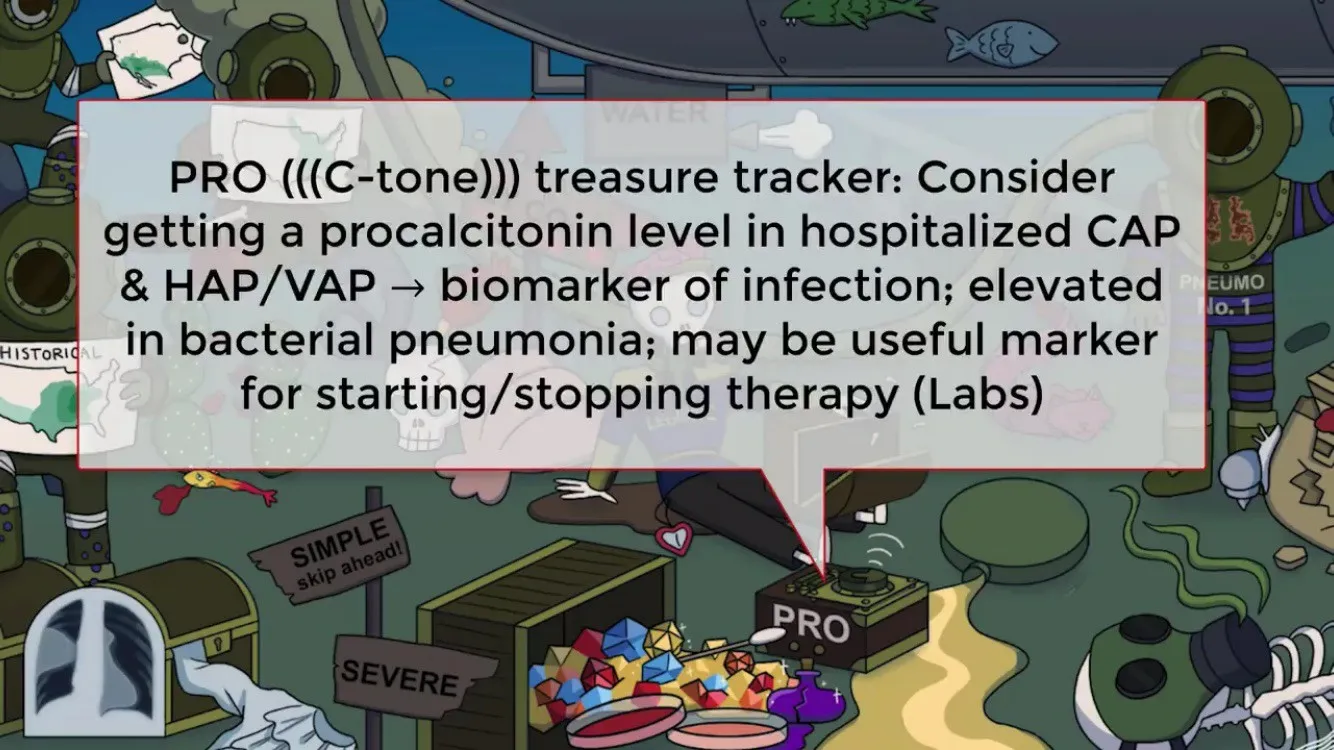 WATER
PRO (((C-tone))) treasure tracker: Consider
getting a procalcitonin level in hospitalized CAP
& HAP/VAP → biomarker of infection; elevated
in bacterial pneumonia; may be useful marker
for starting/stopping therapy (Labs)
PNEUMO
No. 1
HISTORICAL
SIMPLE
skip ahead!
SEVERE
PRO